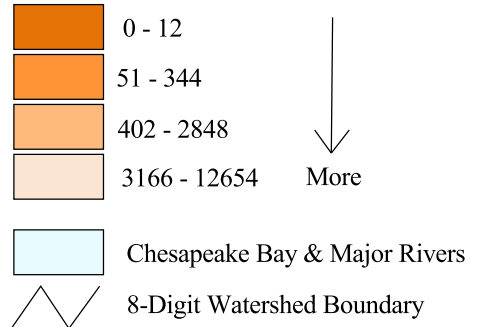 0 - 12
51 - 344
402 - 2848
3166 - 12654
More
Chesapeake Bay & Major Rivers
8-Digit Watershed Boundary